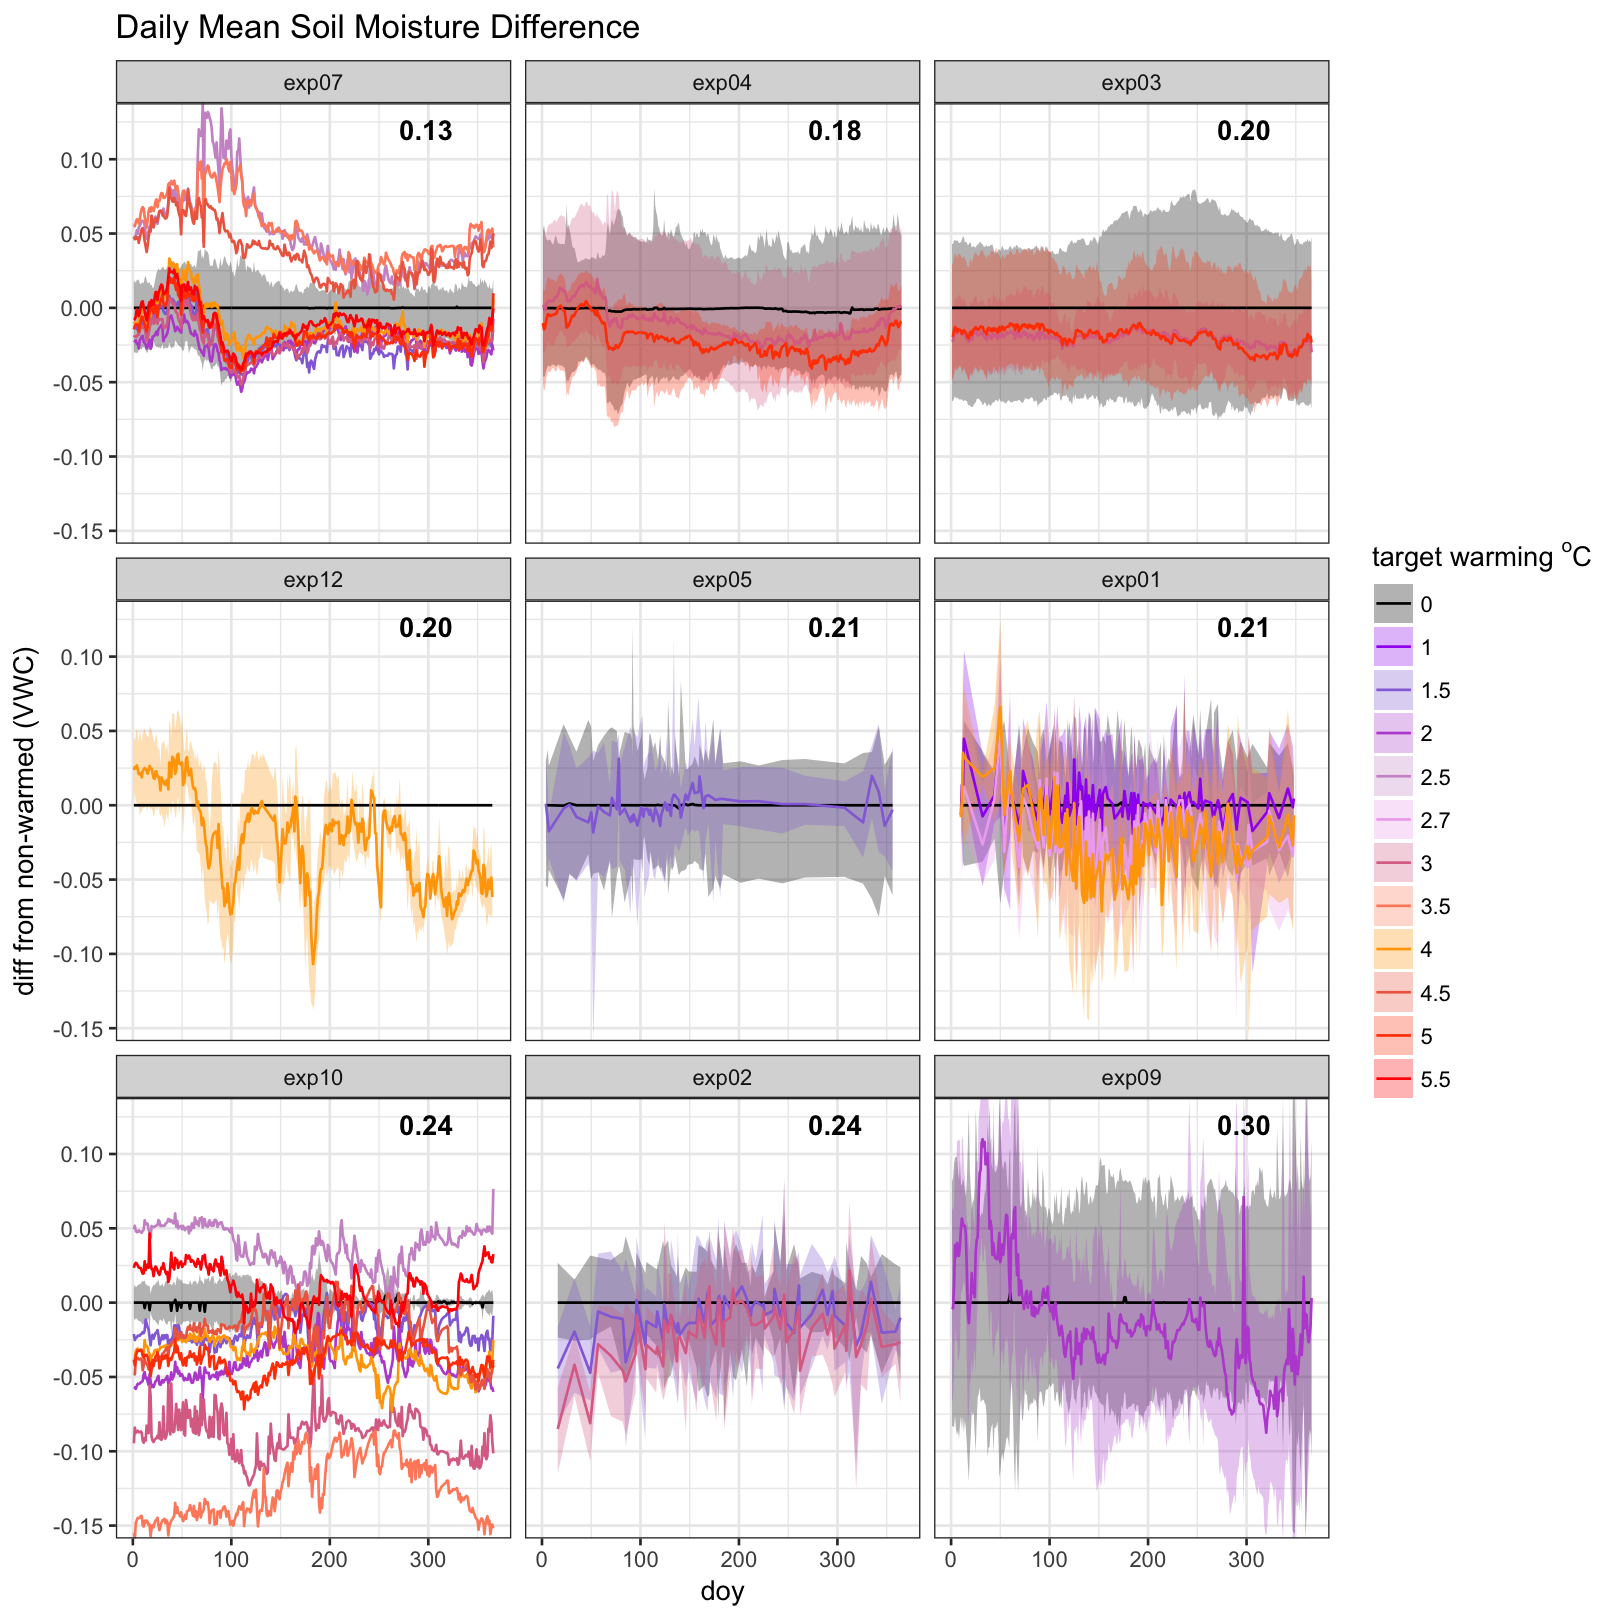 Daily Mean Soil Moisture Difference
exp07 exp04 exp03
0.13 0.18 0.20
0.10
0.05
0.00
-0.05
-0.10
-0.15
exp12 exp05 exp01
0.20 0.21 0.21
0.10
0.05
0.00
-0.05
-0.10
-0.15
exp10 exp02 exp09
0.24 0.24 0.30
0.10
0.05
0.00
-0.05
-0.10
-0.15
0 100 200 300 0 100 200 300 0 100 200 300
doy
diff from non-warmed (VWC)
target warming °C
0
1
1.5
2
2.5
2.7
3
3.5
4
4.5
5
5.5